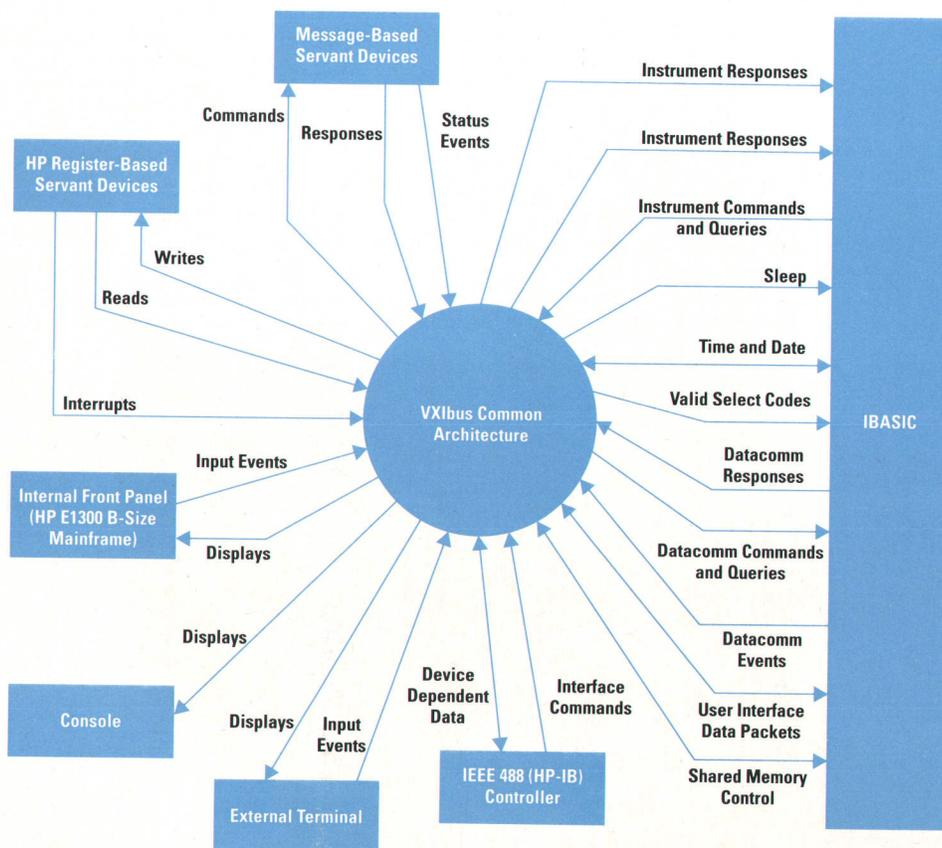 Message-Based
Servant Devices
Instrument Responses
Commands
Responses
Status
Events
Instrument Responses
HP Register-Based
Servant Devices
Instrument Commands
and Queries
Writes
Sleep
Reads
Time and Date
Interrupts
Valid Select Codes
VXIbus Common
Architecture
IBASIC
Input Events
Datacomm
Responses
Internal Front Panel
(HP E1300 B-Size
Mainframe)
Displays
Datacomm Commands
and Queries
Displays
Datacomm
Events
Console
Displays
Input
Events
Device
Dependent
Data
Interface
Commands
User Interface
Data Packets
IEEE 488 (HP-IB)
Controller
Shared Memory
Control
External Terminal